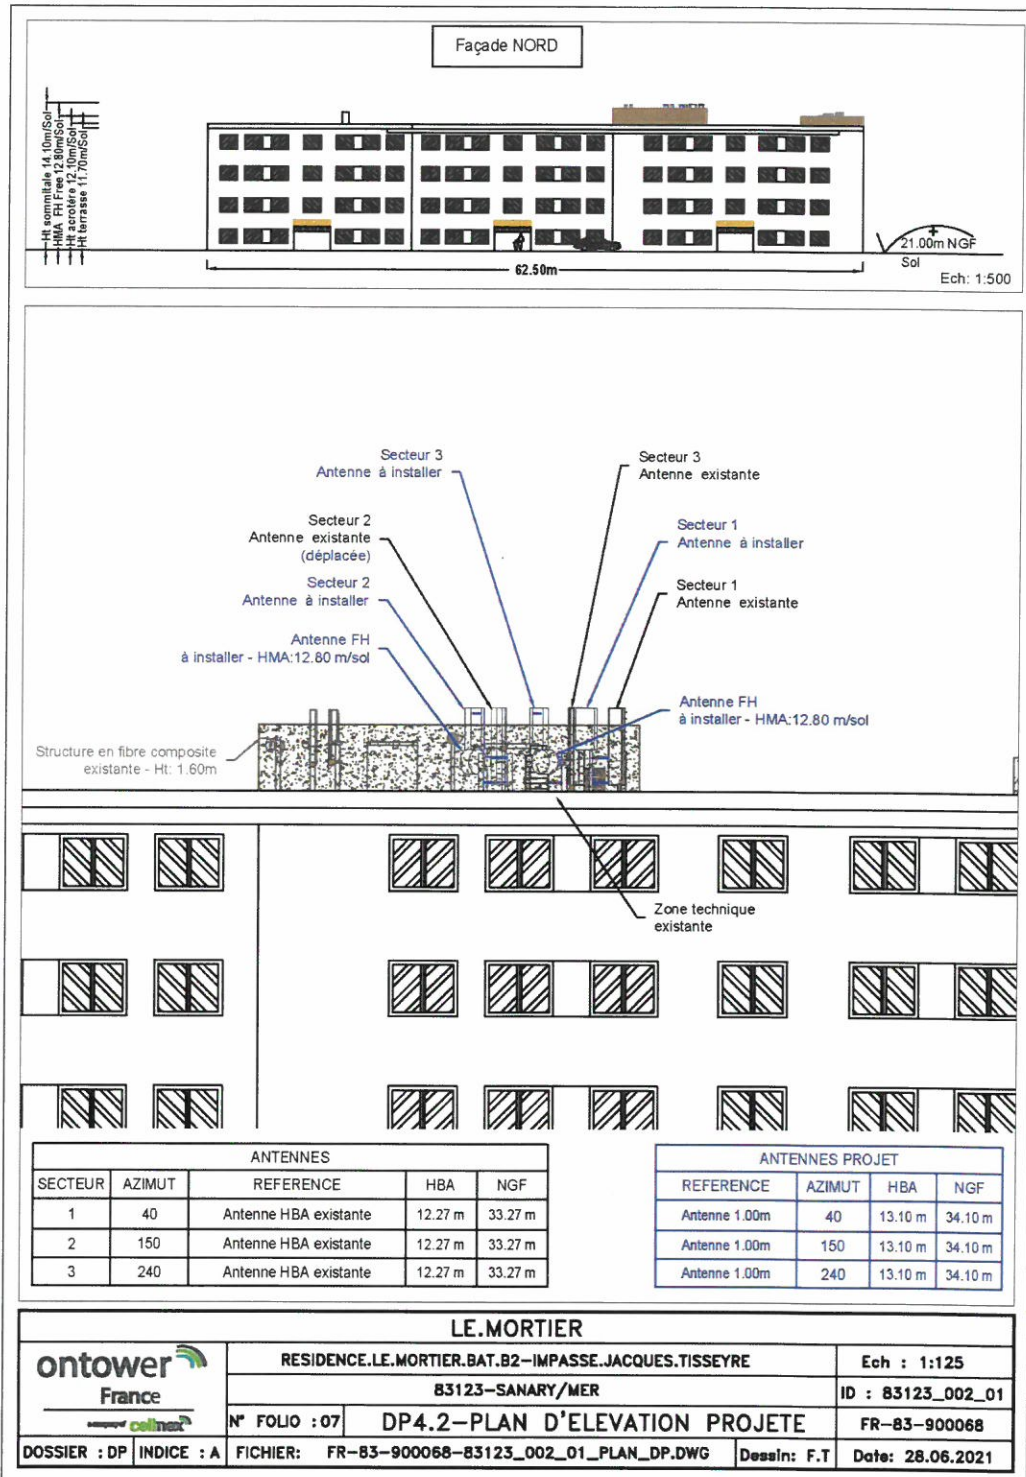 Façade NORD
Ht sommitale 14.10m/Sol
HMA FH Free 12.80m/Sol
Ht acrotère 12.10m/Sol
Ht terrasse 11.70m/Sol
62.50m
21.00m NGF
Sol
Ech: 1:500
Secteur 3
Antenne à installer
Secteur 3
Antenne existante
Secteur 2
Antenne existante
(déplacée)
Secteur 1
Antenne à installer
Secteur 2
Antenne à installer
Secteur 1
Antenne existante
Antenne FH
à installer - HMA:12.80 m/sol
Antenne FH
à installer - HMA:12.80 m/sol
Structure en fibre composite
existante - Ht: 1.60m
Zone technique
existante
ANTENNES
SECTEUR AZIMUT REFERENCE HBA NGF
1 40 Antenne HBA existante 12.27 m 33.27 m
2 150 Antenne HBA existante 12.27 m 33.27 m
3 240 Antenne HBA existante 12.27 m 33.27 m
ANTENNES PROJET
REFERENCE AZIMUT HBA NGF
Antenne 1.00m 40 13.10 m 34.10 m
Antenne 1.00m 150 13.10 m 34.10 m
Antenne 1.00m 240 13.10 m 34.10 m
LE.MORTIER
ontower
France
cellnex
RESIDENCE.LE.MORTIER.BAT.B2-IMPASSE.JACQUES.TISSEYRE
Ech : 1:125
83123-SANARY/MER
ID : 83123_002_01
N° FOLIO :07
DP4.2-PLAN D'ELEVATION PROJETE
FR-83-900068
DOSSIER : DP
INDICE : A
FICHIER: FR-83-900068-83123_002_01_PLAN_DP.DWG
Dessin: F.T
Date: 28.06.2021